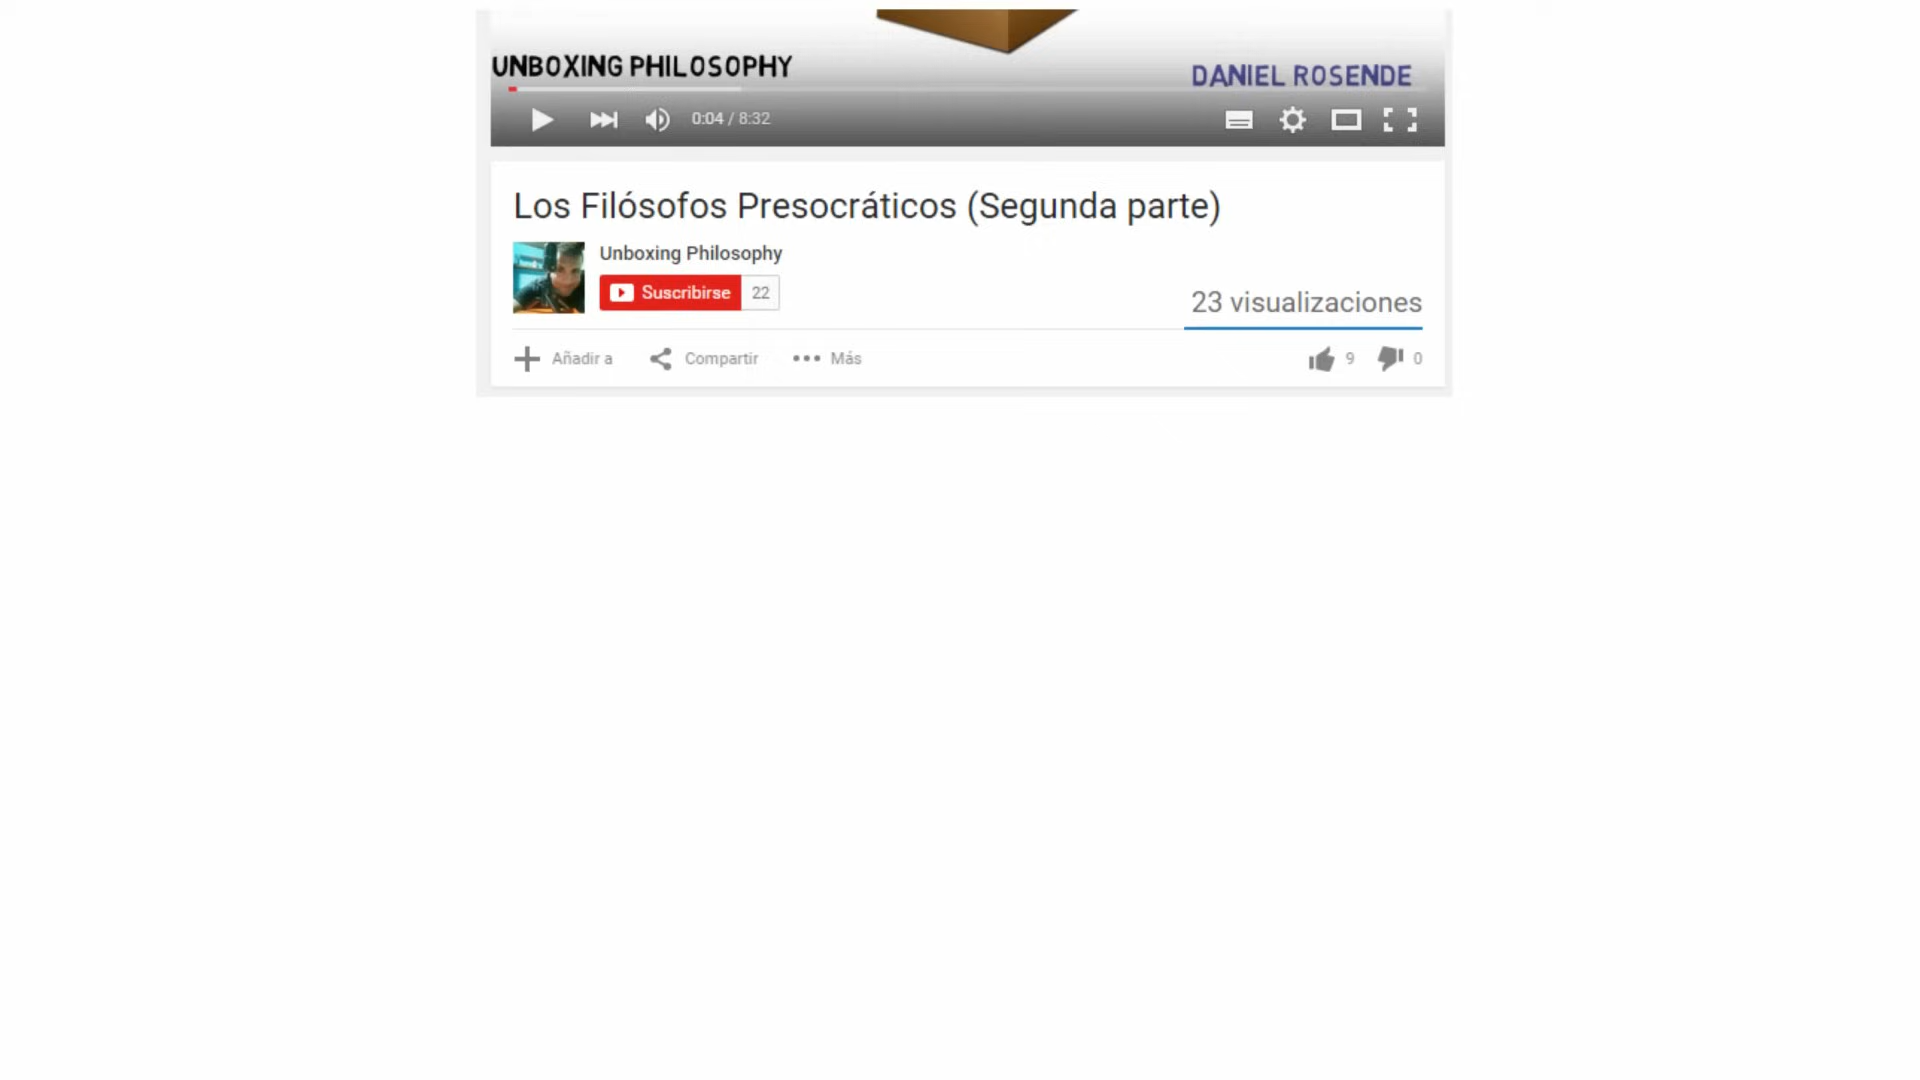 UNBOXING PHILOSOPHY
DANIEL ROSENDE
0:04 / 8:32
Los Filósofos Presocráticos (Segunda parte)
Unboxing Philosophy
Suscribirse 22
23 visualizaciones
Añadir a Compartir Más 9 0